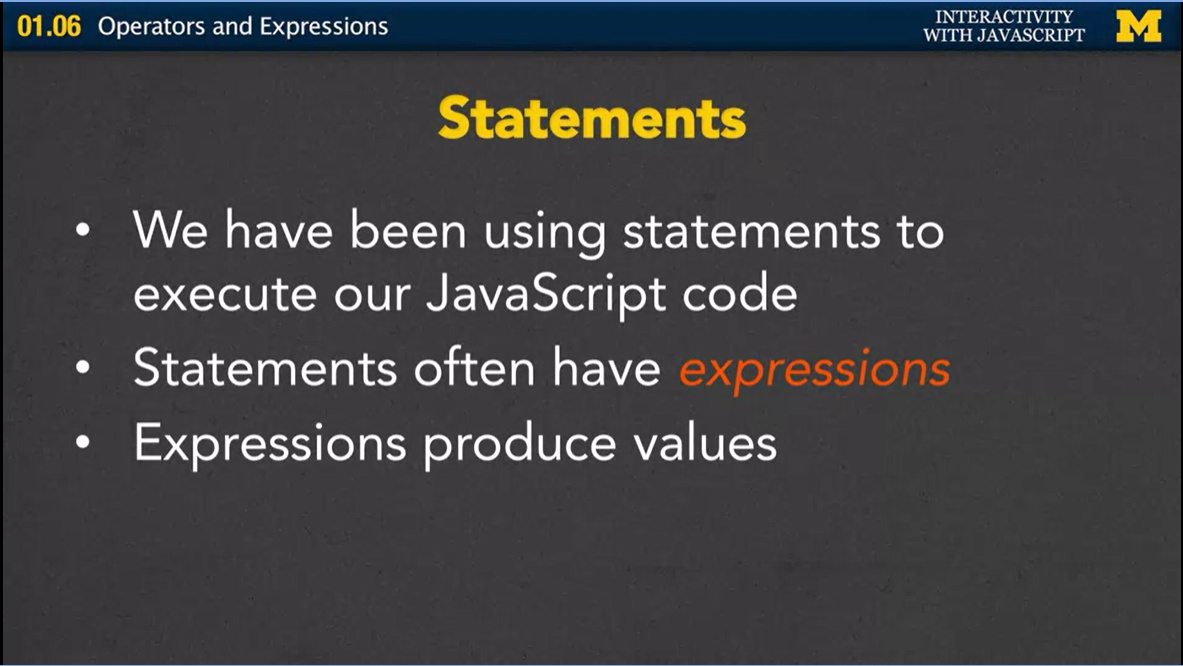 01.06 Operators and Expressions
INTERACTIVITY
WITH JAVASCRIPT
M
Statements
• We have been using statements to
execute our JavaScript code
• Statements often have expressions
• Expressions produce values